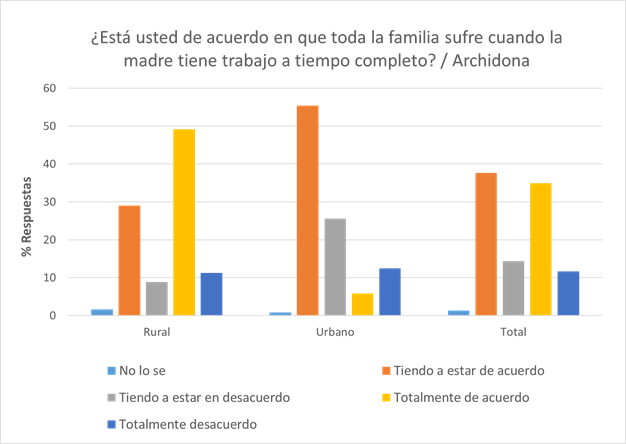 ¿Está usted de acuerdo en que toda la familia sufre cuando la
madre tiene trabajo a tiempo completo? / Archidona
60
50
40
30
20
10
0
% Respuestas
Rural
Urbano
Total
No lo se
Tiendo a estar de acuerdo
Tiendo a estar en desacuerdo
Totalmente de acuerdo
Totalmente desacuerdo